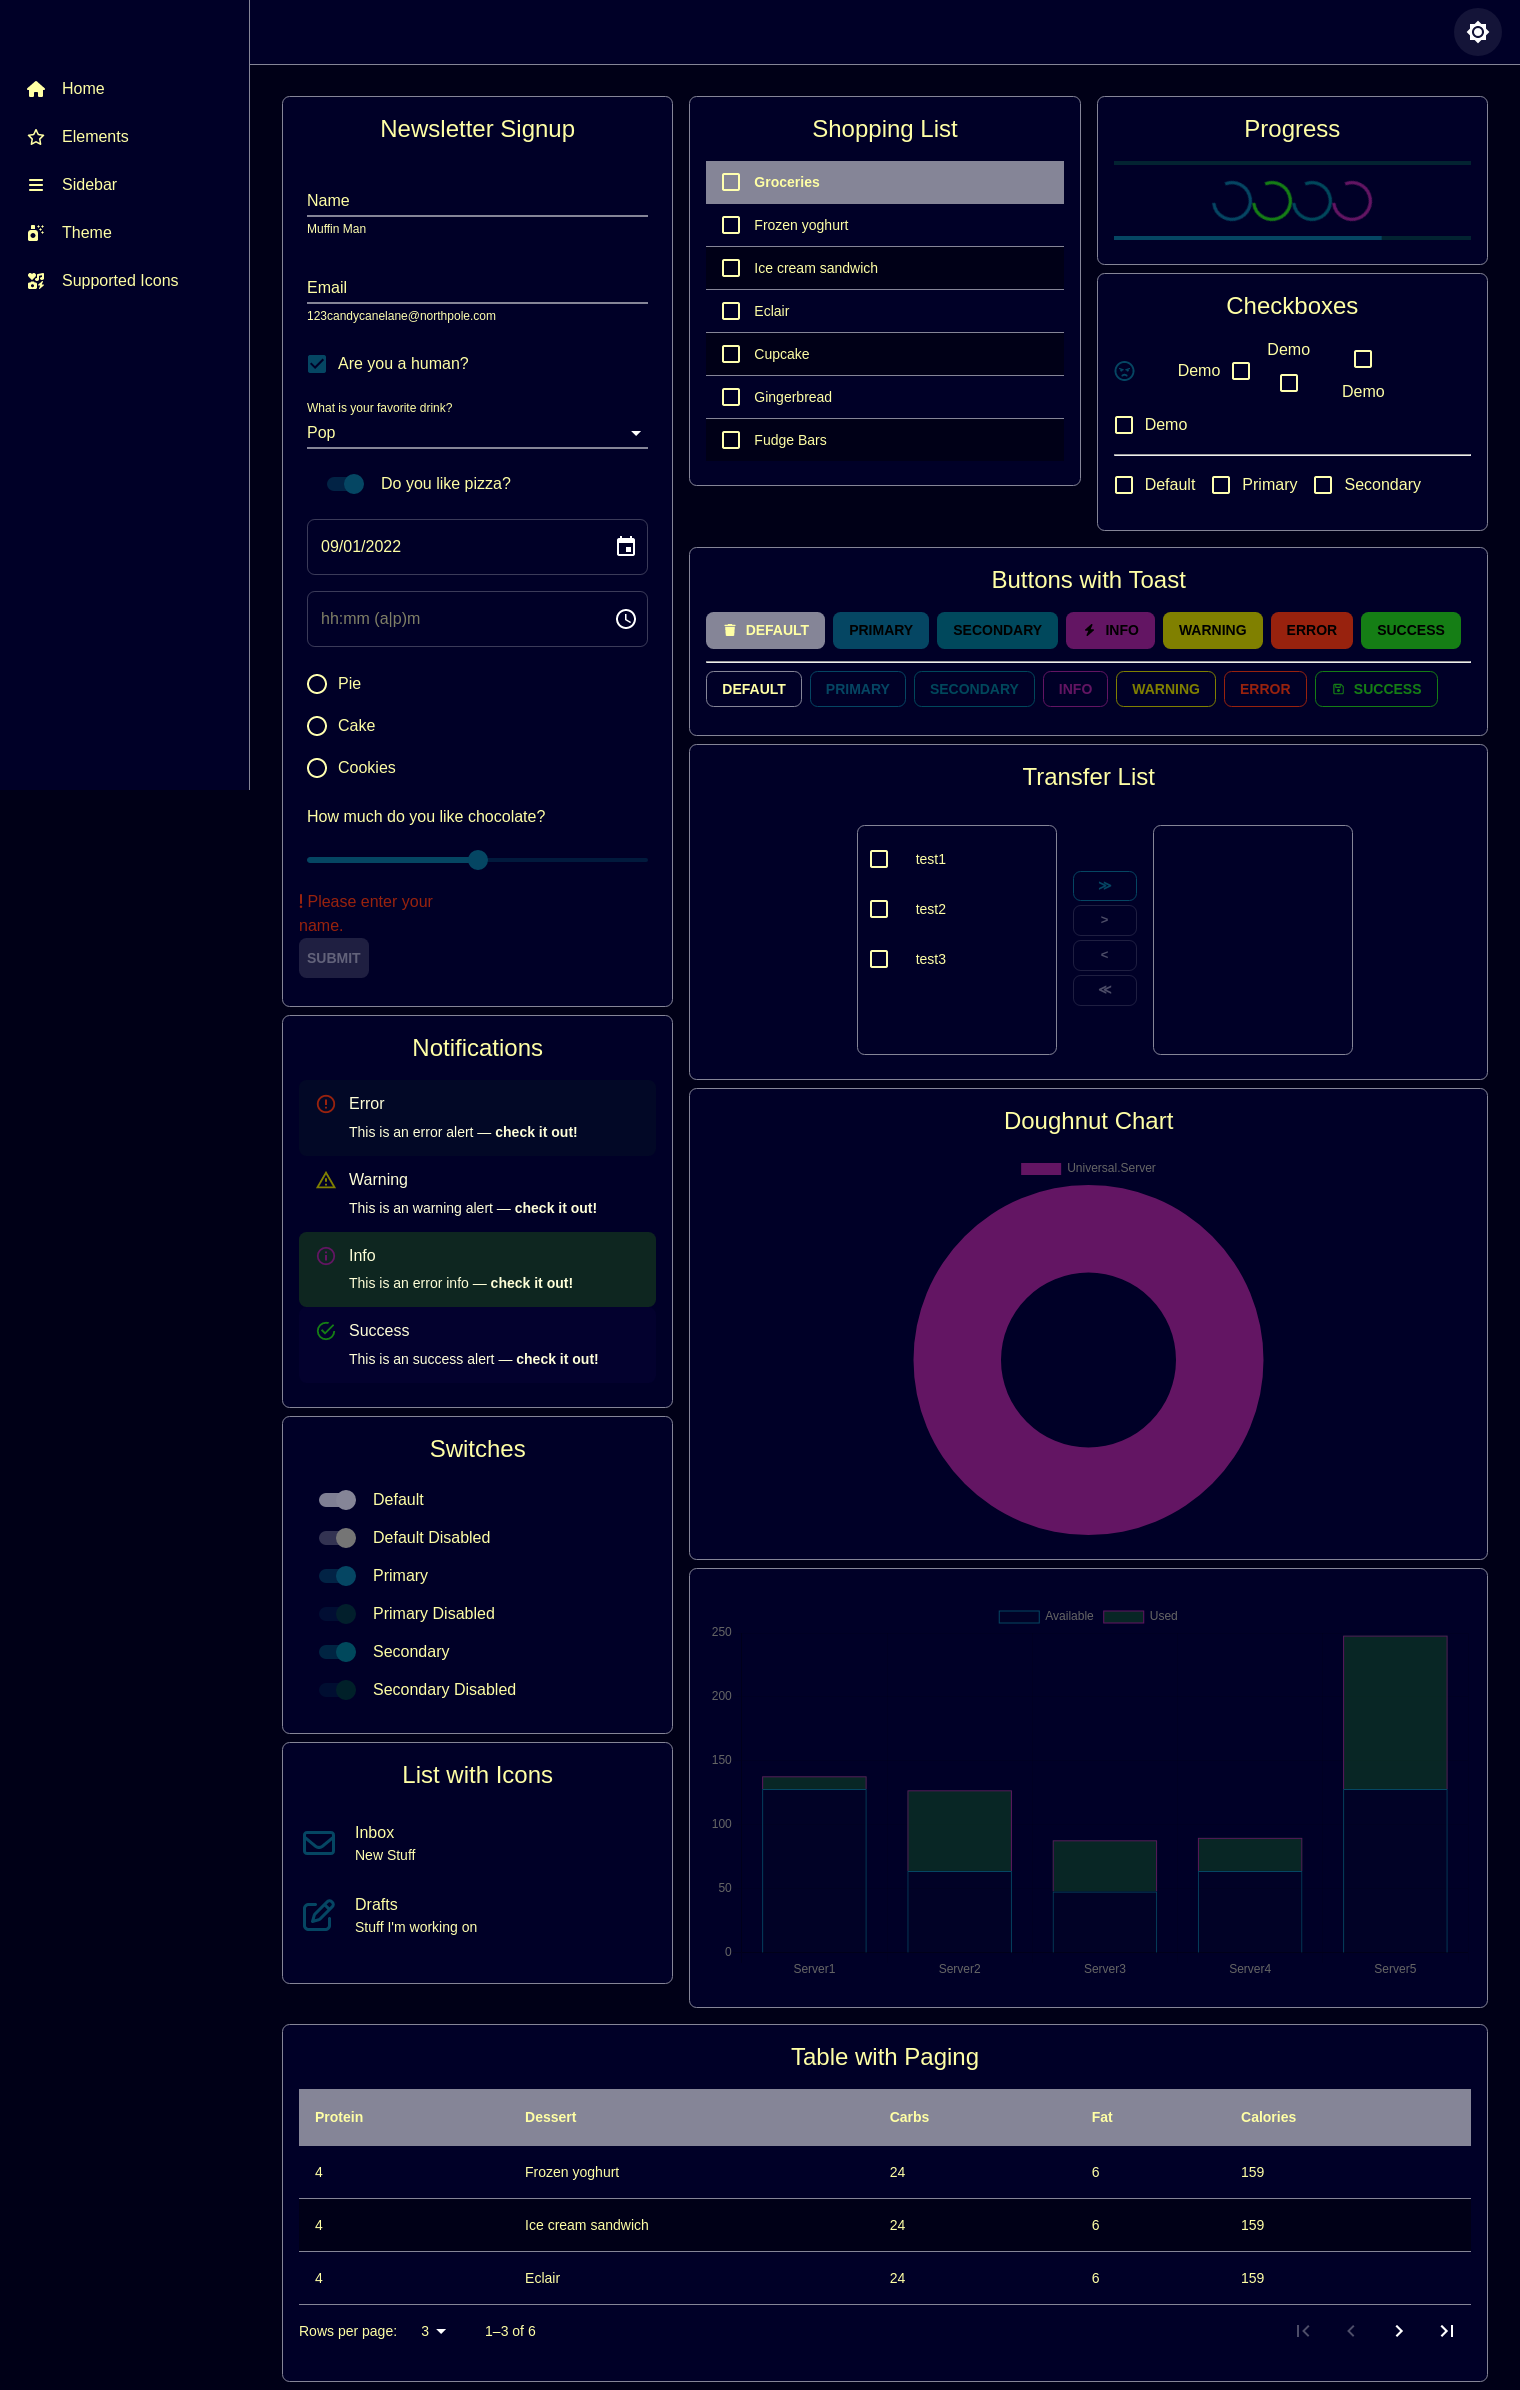 Home
Elements
Sidebar
Theme
Supported Icons
Newsletter Signup
Name
Muffin Man
Email
123candycanelane@northpole.com
Are you a human?
What is your favorite drink?
Pop
Do you like pizza?
09/01/2022
hh:mm (a|p)m
Pie
Cake
Cookies
How much do you like chocolate?
! Please enter your
name.
SUBMIT
Notifications
Error
This is an error alert — check it out!
Warning
This is an warning alert — check it out!
Info
This is an error info — check it out!
Success
This is an success alert — check it out!
Switches
Default
Default Disabled
Primary
Primary Disabled
Secondary
Secondary Disabled
List with Icons
Inbox
New Stuff
Drafts
Stuff I'm working on
Shopping List
Groceries
Frozen yoghurt
Ice cream sandwich
Eclair
Cupcake
Gingerbread
Fudge Bars
Progress
Checkboxes
Demo
Demo
Demo
Demo
Default Primary Secondary
Buttons with Toast
DEFAULT PRIMARY SECONDARY INFO WARNING ERROR SUCCESS
DEFAULT PRIMARY SECONDARY INFO WARNING ERROR SUCCESS
Transfer List
test1
test2
test3
≫
>
<
≪
Doughnut Chart
Universal.Server
Available Used
250
200
150
100
50
0
Server1 Server2 Server3 Server4 Server5
Table with Paging
Protein Dessert Carbs Fat Calories
4 Frozen yoghurt 24 6 159
4 Ice cream sandwich 24 6 159
4 Eclair 24 6 159
Rows per page: 3 1–3 of 6